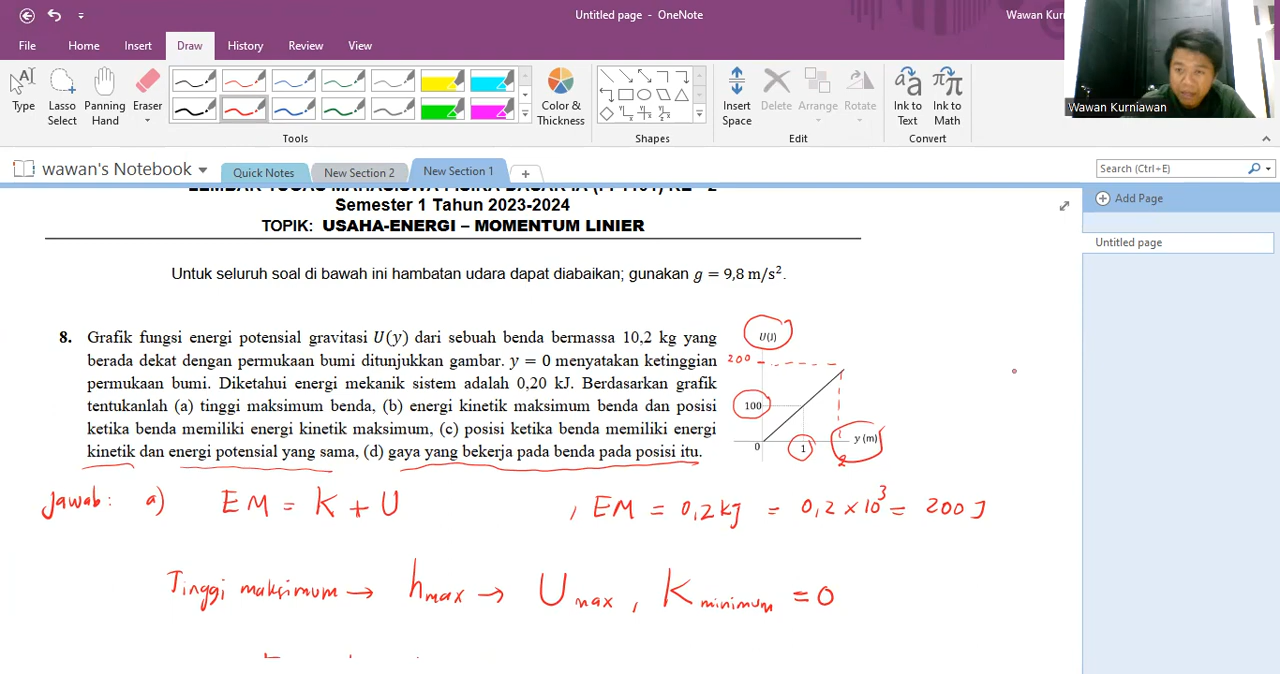 Untitled page - OneNote
Wawan Kurn
File Home Insert Draw History Review View
Type
Lasso Select
Panning Hand
Eraser
Color & Thickness
Insert Space
Delete Arrange Rotate
Ink to Text
Ink to Math
Tools
Shapes
Edit
Convert
Wawan Kurniawan
wawan's Notebook
Quick Notes
New Section 2
New Section 1
Search (Ctrl+E)
Add Page
Untitled page
Semester 1 Tahun 2023-2024
TOPIK: USAHA-ENERGI – MOMENTUM LINIER
Untuk seluruh soal di bawah ini hambatan udara dapat diabaikan; gunakan g = 9,8 m/s².
8. Grafik fungsi energi potensial gravitasi U(y) dari sebuah benda bermassa 10,2 kg yang
berada dekat dengan permukaan bumi ditunjukkan gambar. y = 0 menyatakan ketinggian
permukaan bumi. Diketahui energi mekanik sistem adalah 0,20 kJ. Berdasarkan grafik
tentukanlah (a) tinggi maksimum benda, (b) energi kinetik maksimum benda dan posisi
ketika benda memiliki energi kinetik maksimum, (c) posisi ketika benda memiliki energi
kinetik dan energi potensial yang sama, (d) gaya yang bekerja pada benda pada posisi itu.
U(J)
200
100
0
1
2
y (m)
Jawab: a) EM = K + U , EM = 0,2 kJ = 0,2 × 10³ = 200 J
Tinggi maksimum → hmax → Umax , Kminimum = 0